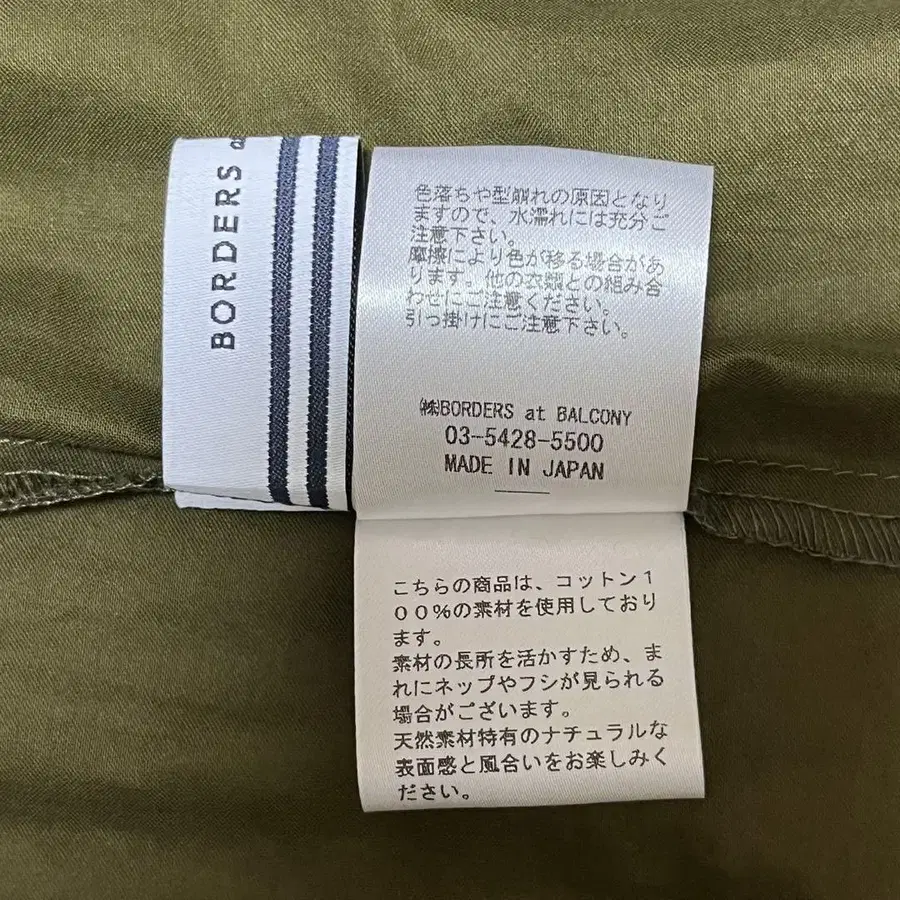 BORDERS
色落ちや型崩れの原因となり
ますので、水濡れには充分ご
注意下さい。
摩擦により色が移る場合があ
ります。他の衣類との組み合
わせにご注意ください。
引っ掛けにご注意下さい。
㈱BORDERS at BALCONY
03-5428-5500
MADE IN JAPAN
こちらの商品は、コットン１
００%の素材を使用しており
ます。
素材の長所を活かすため、ま
れにネップやフシが見られる
場合がございます。
天然素材特有のナチュラルな
表面感と風合いをお楽しみく
ださい。